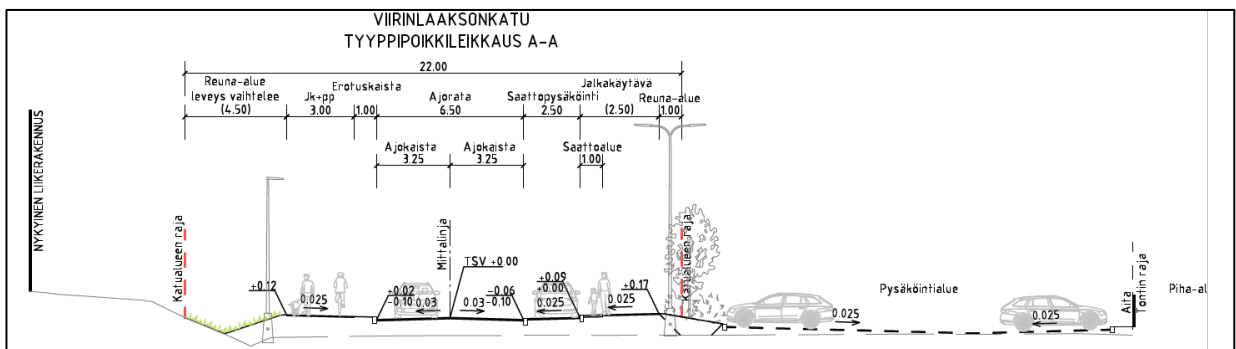 VIIRINLAAKSONKATU
TYYPPIPOIKKILEIKKAUS A-A
22.00
Reuna-alue
leveys vaihtelee
(4.50)
Jk+pp
3.00
Erotuskaista
1.00
Ajorata
6.50
Saattopysäköinti
2.50
Jalkakäytävä
(2.50)
Reuna-alue
1.00
Ajokaista
3.25
Ajokaista
3.25
Saattoalue
1.00
NYKYINEN LIIKERAKENNUS
Katualueen raja
Mittalinja
TSV +0.00
Katualueen raja
+0.12
0.025
+0.02
-0.10
0.03
0.03
-0.06
-0.10
+0.09
+0.00
0.025
0.025
+0.17
0.025
Pysäköintialue
0.025
Aita
Tontin raja
Piha-al